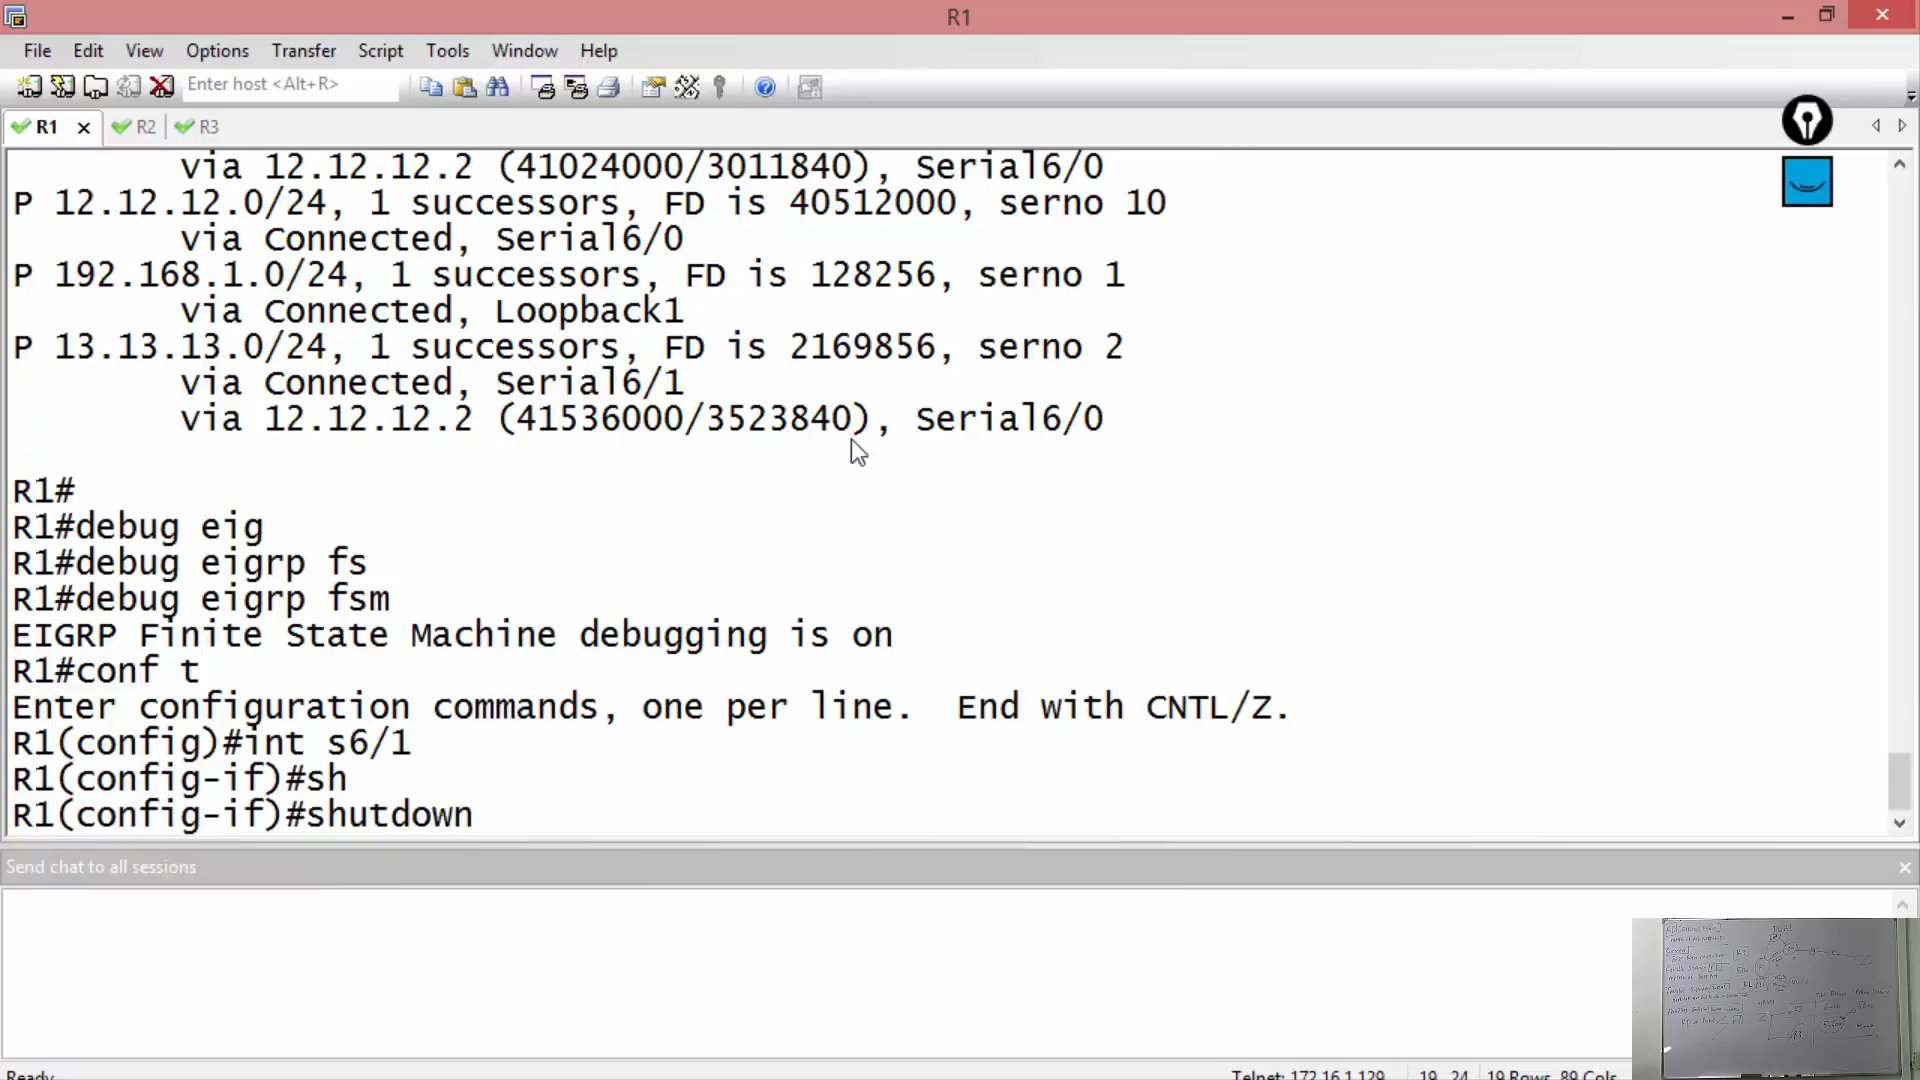 R1
File Edit View Options Transfer Script Tools Window Help
Enter host <Alt+R>
R1 R2 R3
via 12.12.12.2 (41024000/3011840), Serial6/0
P 12.12.12.0/24, 1 successors, FD is 40512000, serno 10
via Connected, Serial6/0
P 192.168.1.0/24, 1 successors, FD is 128256, serno 1
via Connected, Loopback1
P 13.13.13.0/24, 1 successors, FD is 2169856, serno 2
via Connected, Serial6/1
via 12.12.12.2 (41536000/3523840), Serial6/0
R1#
R1#debug eig
R1#debug eigrp fs
R1#debug eigrp fsm
EIGRP Finite State Machine debugging is on
R1#conf t
Enter configuration commands, one per line.  End with CNTL/Z.
R1(config)#int s6/1
R1(config-if)#sh
R1(config-if)#shutdown
Send chat to all sessions
DUAL
Ready Telnet: 172.16.1.129 19, 24 19 Rows, 89 Cols